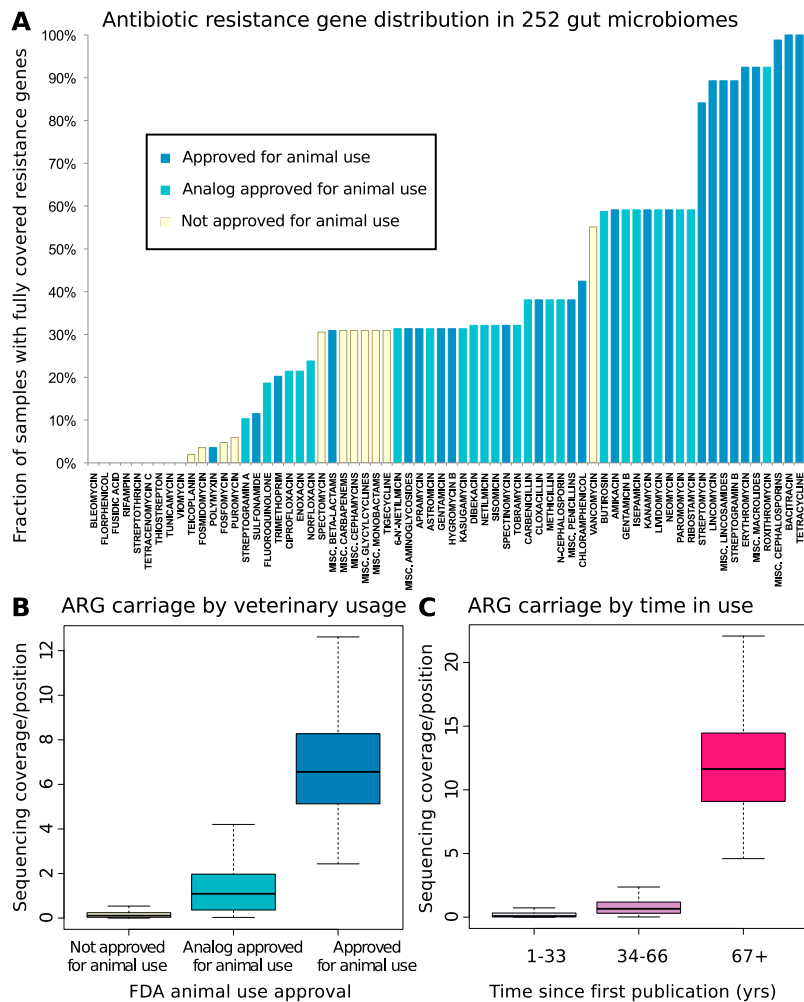 A
Antibiotic resistance gene distribution in 252 gut microbiomes
Fraction of samples with fully covered resistance genes
100%
90%
80%
70%
60%
50%
40%
30%
20%
10%
0%
Approved for animal use
Analog approved for animal use
Not approved for animal use
BLEOMYCIN
FLORPHENICOL
FUSIDIC ACID
RIFAMPIN
STREPTOTHRICIN
TETRACENOMYCIN C
THIOSTREPTON
TUNICAMYCIN
VIOMYCIN
TEICOPLANIN
FOSMIDOMYCIN
POLYMYXIN
FOSFOMYCIN
PUROMYCIN
STREPTOGRAMIN A
SULFONAMIDE
FLUOROQUINOLONE
TRIMETHOPRIM
CIPROFLOXACIN
ENOXACIN
NORFLOXACIN
SPECTOMYCIN
MISC. BETA-LACTAMS
MISC. CARBAPENEMS
MISC. CEPHAMYCINS
MISC. GLYCYLCYCLINES
MISC. MONOBACTAMS
TIGECYCLINE
6-N'-NETILMICIN
MISC. AMINOGLYCOSIDES
APRAMYCIN
ASTROMICIN
GENTAMICIN
HYGROMYCIN B
KASUGAMYCIN
DIBEKACIN
NETILMICIN
SISOMICIN
SPECTINOMYCIN
TOBRAMYCIN
CARBENICILLIN
CLOXACILLIN
METHICILLIN
N-CEPHALOSPORIN
MISC, PENICILLINS
CHLORAMPHENICOL
VANCOMYCIN
BUTIROSIN
AMIKACIN
GENTAMICIN B
ISEPAMICIN
KANAMYCIN
LIVIDOMYCIN
NEOMYCIN
PAROMOMYCIN
RIBOSTAMYCIN
STREPTOMYCIN
LINCOMYCIN
MISC. LINCOSAMIDES
STREPTOGRAMIN B
ERYTHROMYCIN
MISC. MACROLIDES
ROXITHROMYCIN
MISC. CEPHALOSPORINS
BACITRACIN
TETRACYCLINE
B
ARG carriage by veterinary usage
Sequencing coverage/position
12
10
8
6
4
2
0
Not approved for animal use
Analog approved for animal use
Approved for animal use
FDA animal use approval
C
ARG carriage by time in use
Sequencing coverage/position
20
15
10
5
0
1-33
34-66
67+
Time since first publication (yrs)